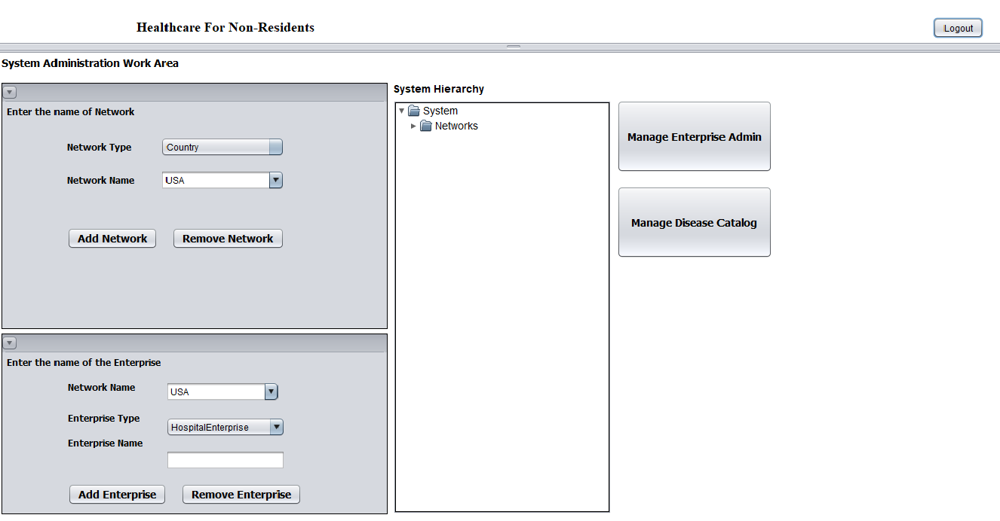 Healthcare For Non-Residents
Logout
System Administration Work Area
Enter the name of Network
Network Type Country
Network Name USA
Add Network Remove Network
Enter the name of the Enterprise
Network Name USA
Enterprise Type HospitalEnterprise
Enterprise Name
Add Enterprise Remove Enterprise
System Hierarchy
System
Networks
Manage Enterprise Admin
Manage Disease Catalog